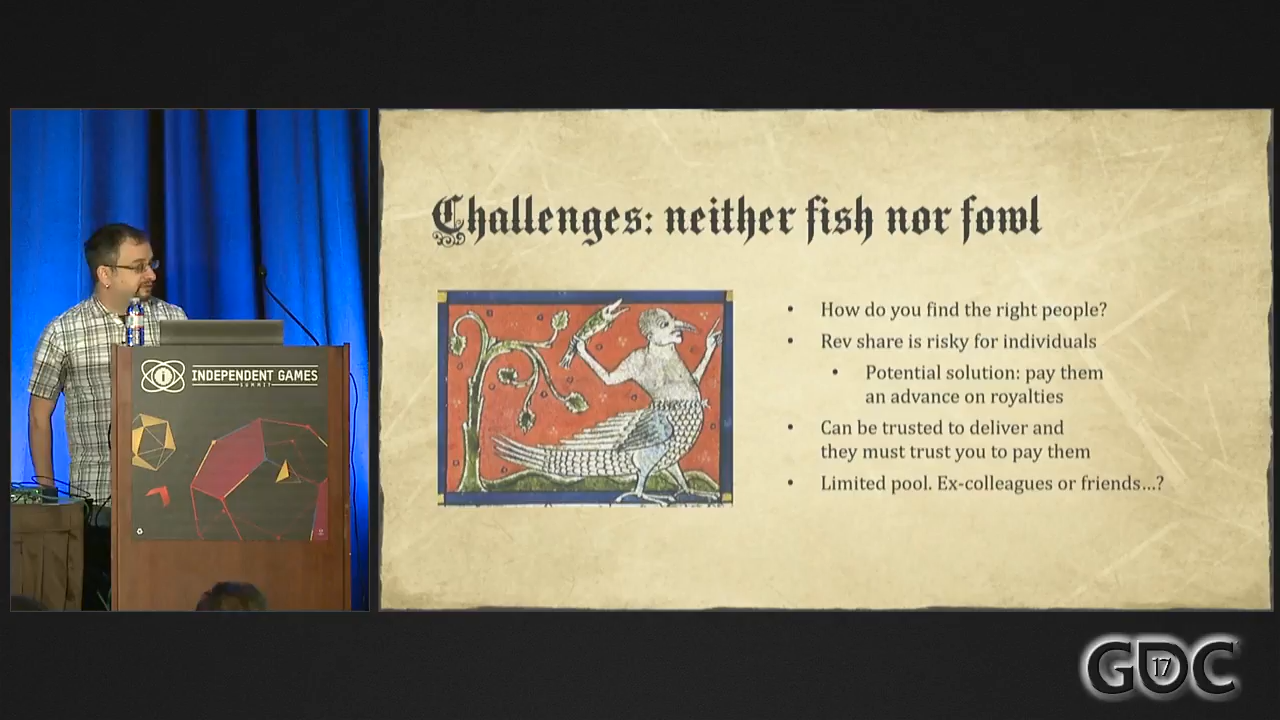 Challenges: neither fish nor fowl
• How do you find the right people?
• Rev share is risky for individuals
• Potential solution: pay them
an advance on royalties
• Can be trusted to deliver and
they must trust you to pay them
• Limited pool. Ex-colleagues or friends...?
INDEPENDENT GAMES
SUMMIT
GDC
17